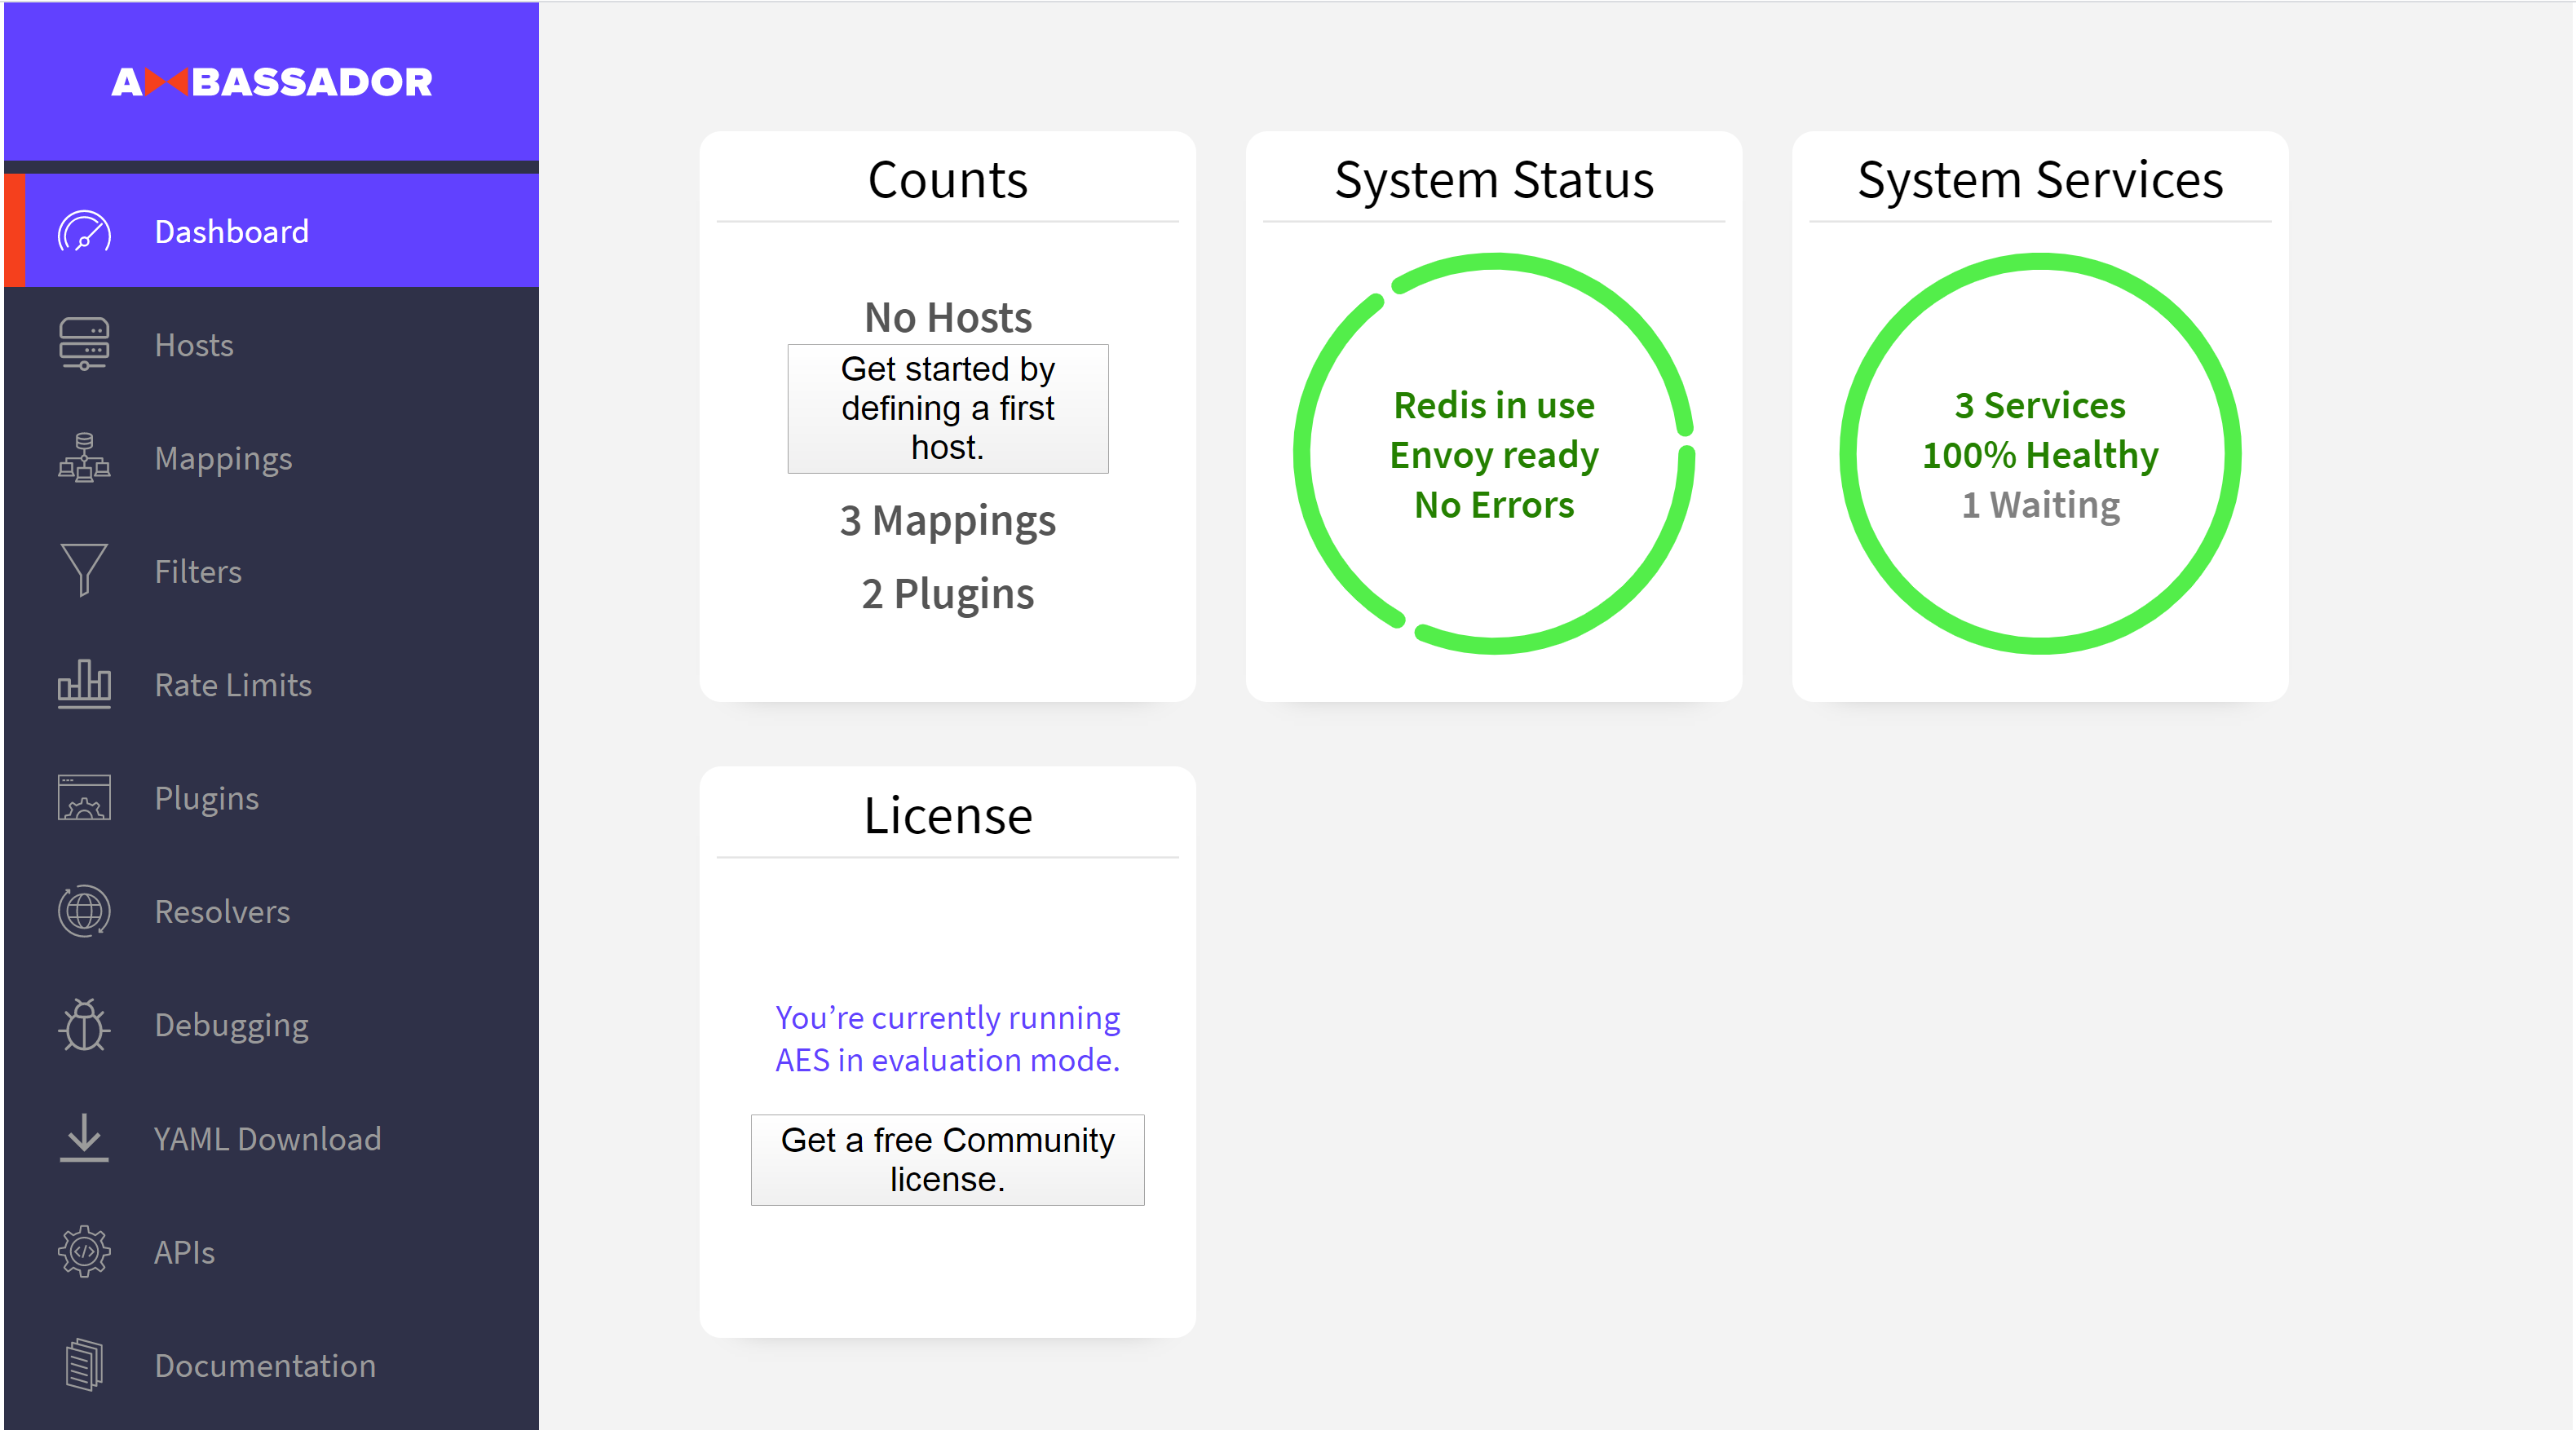 AMBASSADOR
Dashboard
Hosts
Mappings
Filters
Rate Limits
Plugins
Resolvers
Debugging
YAML Download
APIs
Documentation
Counts
No Hosts
Get started by
defining a first
host.
3 Mappings
2 Plugins
System Status
Redis in use
Envoy ready
No Errors
System Services
3 Services
100% Healthy
1 Waiting
License
You’re currently running
AES in evaluation mode.
Get a free Community
license.